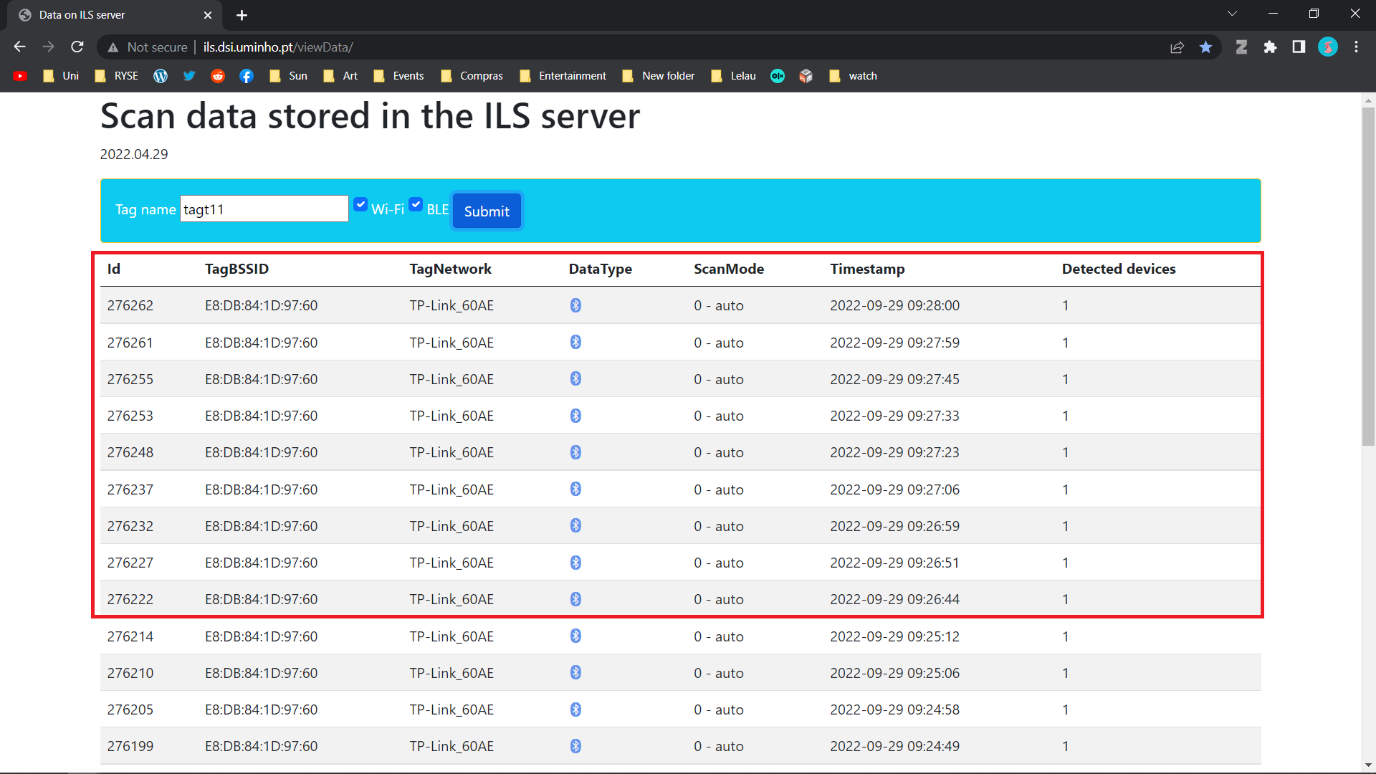 Data on ILS server
Not secure | ils.dsi.uminho.pt/viewData/
Uni RYSE Sun Art Events Compras Entertainment New folder Lelau watch
Scan data stored in the ILS server
2022.04.29
Tag name tagt11 Wi-Fi BLE Submit
Id TagBSSID TagNetwork DataType ScanMode Timestamp Detected devices
276262 E8:DB:84:1D:97:60 TP-Link_60AE 0 - auto 2022-09-29 09:28:00 1
276261 E8:DB:84:1D:97:60 TP-Link_60AE 0 - auto 2022-09-29 09:27:59 1
276255 E8:DB:84:1D:97:60 TP-Link_60AE 0 - auto 2022-09-29 09:27:45 1
276253 E8:DB:84:1D:97:60 TP-Link_60AE 0 - auto 2022-09-29 09:27:33 1
276248 E8:DB:84:1D:97:60 TP-Link_60AE 0 - auto 2022-09-29 09:27:23 1
276237 E8:DB:84:1D:97:60 TP-Link_60AE 0 - auto 2022-09-29 09:27:06 1
276232 E8:DB:84:1D:97:60 TP-Link_60AE 0 - auto 2022-09-29 09:26:59 1
276227 E8:DB:84:1D:97:60 TP-Link_60AE 0 - auto 2022-09-29 09:26:51 1
276222 E8:DB:84:1D:97:60 TP-Link_60AE 0 - auto 2022-09-29 09:26:44 1
276214 E8:DB:84:1D:97:60 TP-Link_60AE 0 - auto 2022-09-29 09:25:12 1
276210 E8:DB:84:1D:97:60 TP-Link_60AE 0 - auto 2022-09-29 09:25:06 1
276205 E8:DB:84:1D:97:60 TP-Link_60AE 0 - auto 2022-09-29 09:24:58 1
276199 E8:DB:84:1D:97:60 TP-Link_60AE 0 - auto 2022-09-29 09:24:49 1